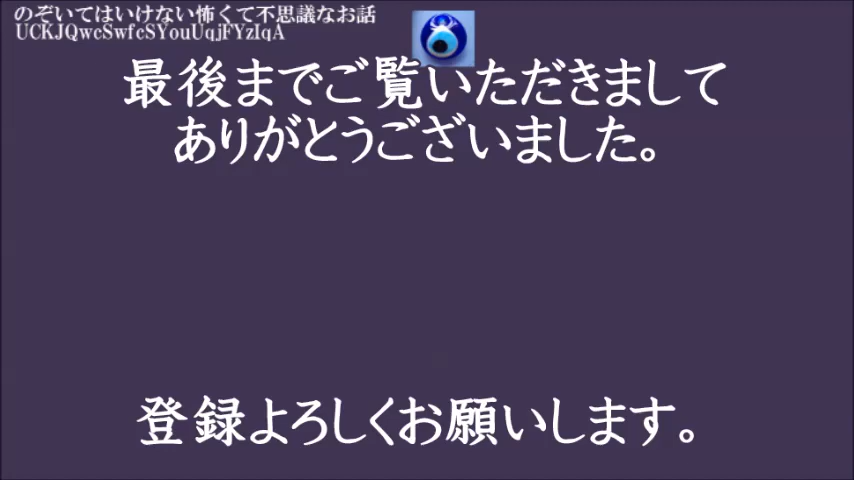 のぞいてはいけない怖くて不思議なお話
UCKJQwcSwfcSYouUqjFYzIqA
最後までご覧いただきまして
ありがとうございました。
登録よろしくお願いします。